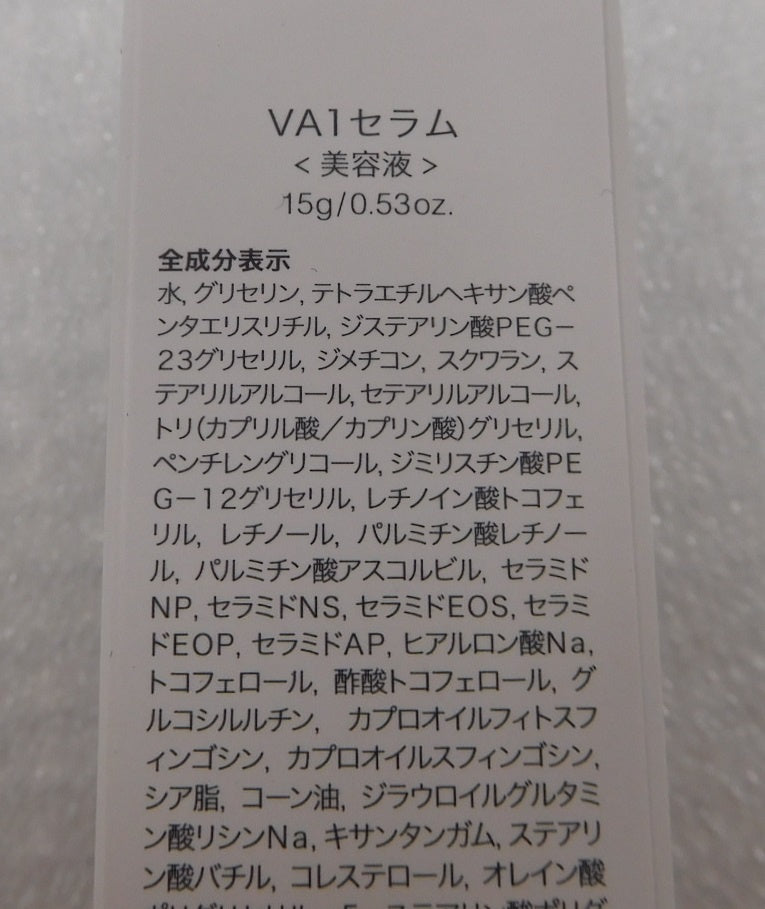 VA1セラム
< 美容液 >
15g/0.53oz.
全成分表示
水, グリセリン, テトラエチルヘキサン酸ペ
ンタエリスリチル, ジステアリン酸PEG－
23グリセリル, ジメチコン, スクワラン, ス
テアリルアルコール, セテアリルアルコール,
トリ(カプリル酸／カプリン酸)グリセリル,
ペンチレングリコール, ジミリスチン酸PE
G－12グリセリル, レチノイン酸トコフェ
リル, レチノール, パルミチン酸レチノー
ル, パルミチン酸アスコルビル, セラミド
NP, セラミドNS, セラミドEOS, セラミ
ドEOP, セラミドAP, ヒアルロン酸Na,
トコフェロール, 酢酸トコフェロール, グ
ルコシルルチン, カプロオイルフィトスフ
ィンゴシン, カプロオイルスフィンゴシン,
シア脂, コーン油, ジラウロイルグルタミ
ン酸リシンNa, キサンタンガム, ステアリ
ン酸バチル, コレステロール, オレイン酸